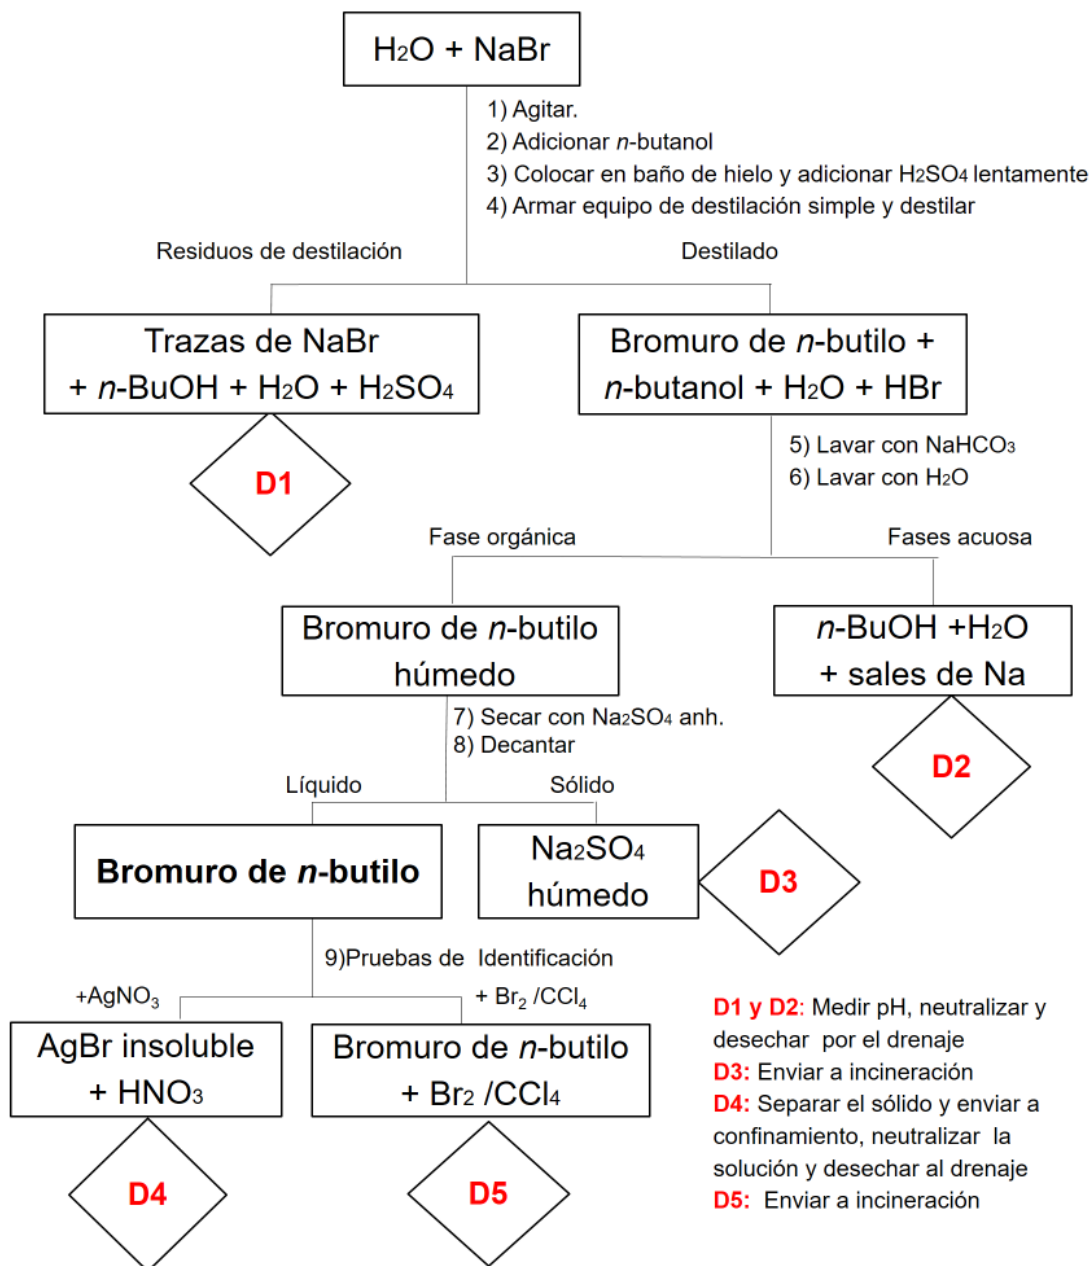 H₂O + NaBr
1) Agitar.
2) Adicionar n-butanol
3) Colocar en baño de hielo y adicionar H₂SO₄ lentamente
4) Armar equipo de destilación simple y destilar
Residuos de destilación
Destilado
Trazas de NaBr
+ n-BuOH + H₂O + H₂SO₄
Bromuro de n-butilo +
n-butanol + H₂O + HBr
D1
5) Lavar con NaHCO₃
6) Lavar con H₂O
Fase orgánica
Fases acuosa
Bromuro de n-butilo
húmedo
n-BuOH +H₂O
+ sales de Na
D2
7) Secar con Na₂SO₄ anh.
8) Decantar
Líquido
Sólido
Bromuro de n-butilo
Na₂SO₄
húmedo
D3
9)Pruebas de Identificación
+AgNO₃
+ Br₂ /CCl₄
AgBr insoluble
+ HNO₃
Bromuro de n-butilo
+ Br₂ /CCl₄
D4
D5
D1 y D2: Medir pH, neutralizar y
desechar por el drenaje
D3: Enviar a incineración
D4: Separar el sólido y enviar a
confinamiento, neutralizar la
solución y desechar al drenaje
D5: Enviar a incineración